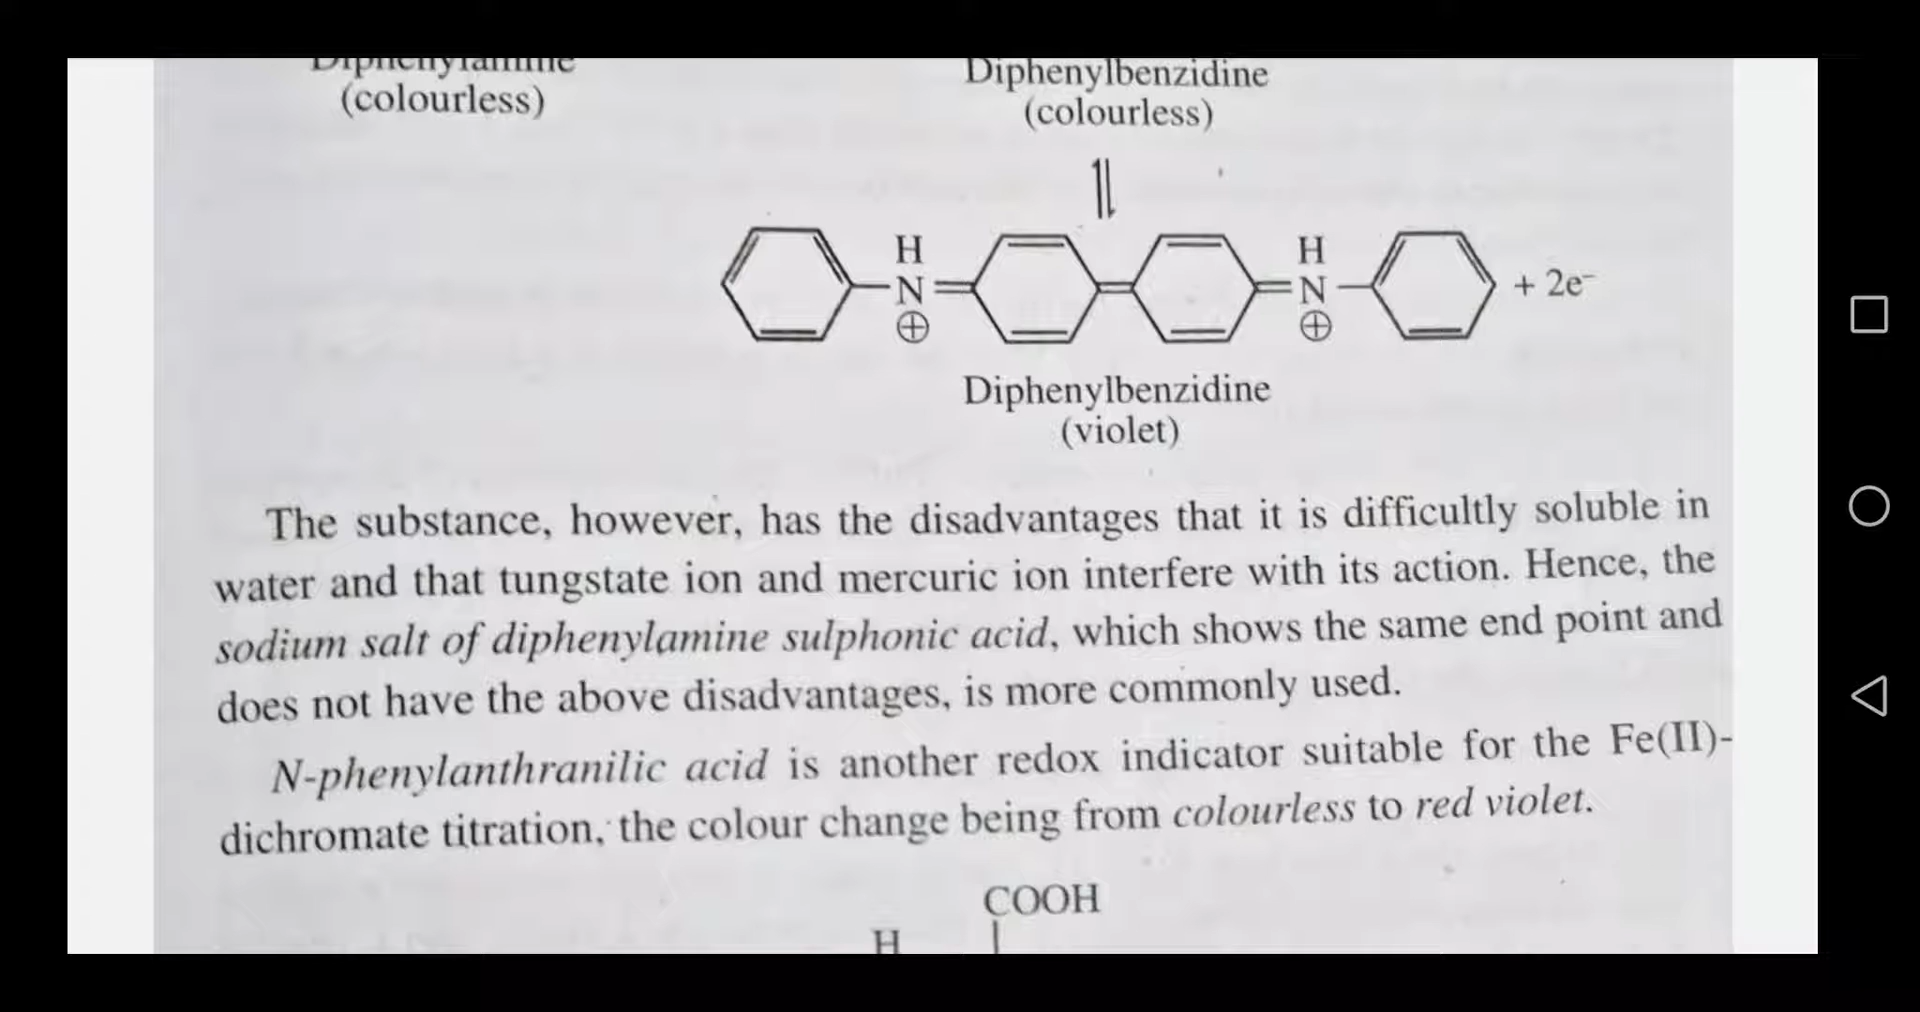 Diphenylamine
(colourless)
Diphenylbenzidine
(colourless)
H H
N N + 2e⁻
⊕ ⊕
Diphenylbenzidine
(violet)
The substance, however, has the disadvantages that it is difficultly soluble in
water and that tungstate ion and mercuric ion interfere with its action. Hence, the
sodium salt of diphenylamine sulphonic acid, which shows the same end point and
does not have the above disadvantages, is more commonly used.
N-phenylanthranilic acid is another redox indicator suitable for the Fe(II)-
dichromate titration, the colour change being from colourless to red violet.
COOH
H